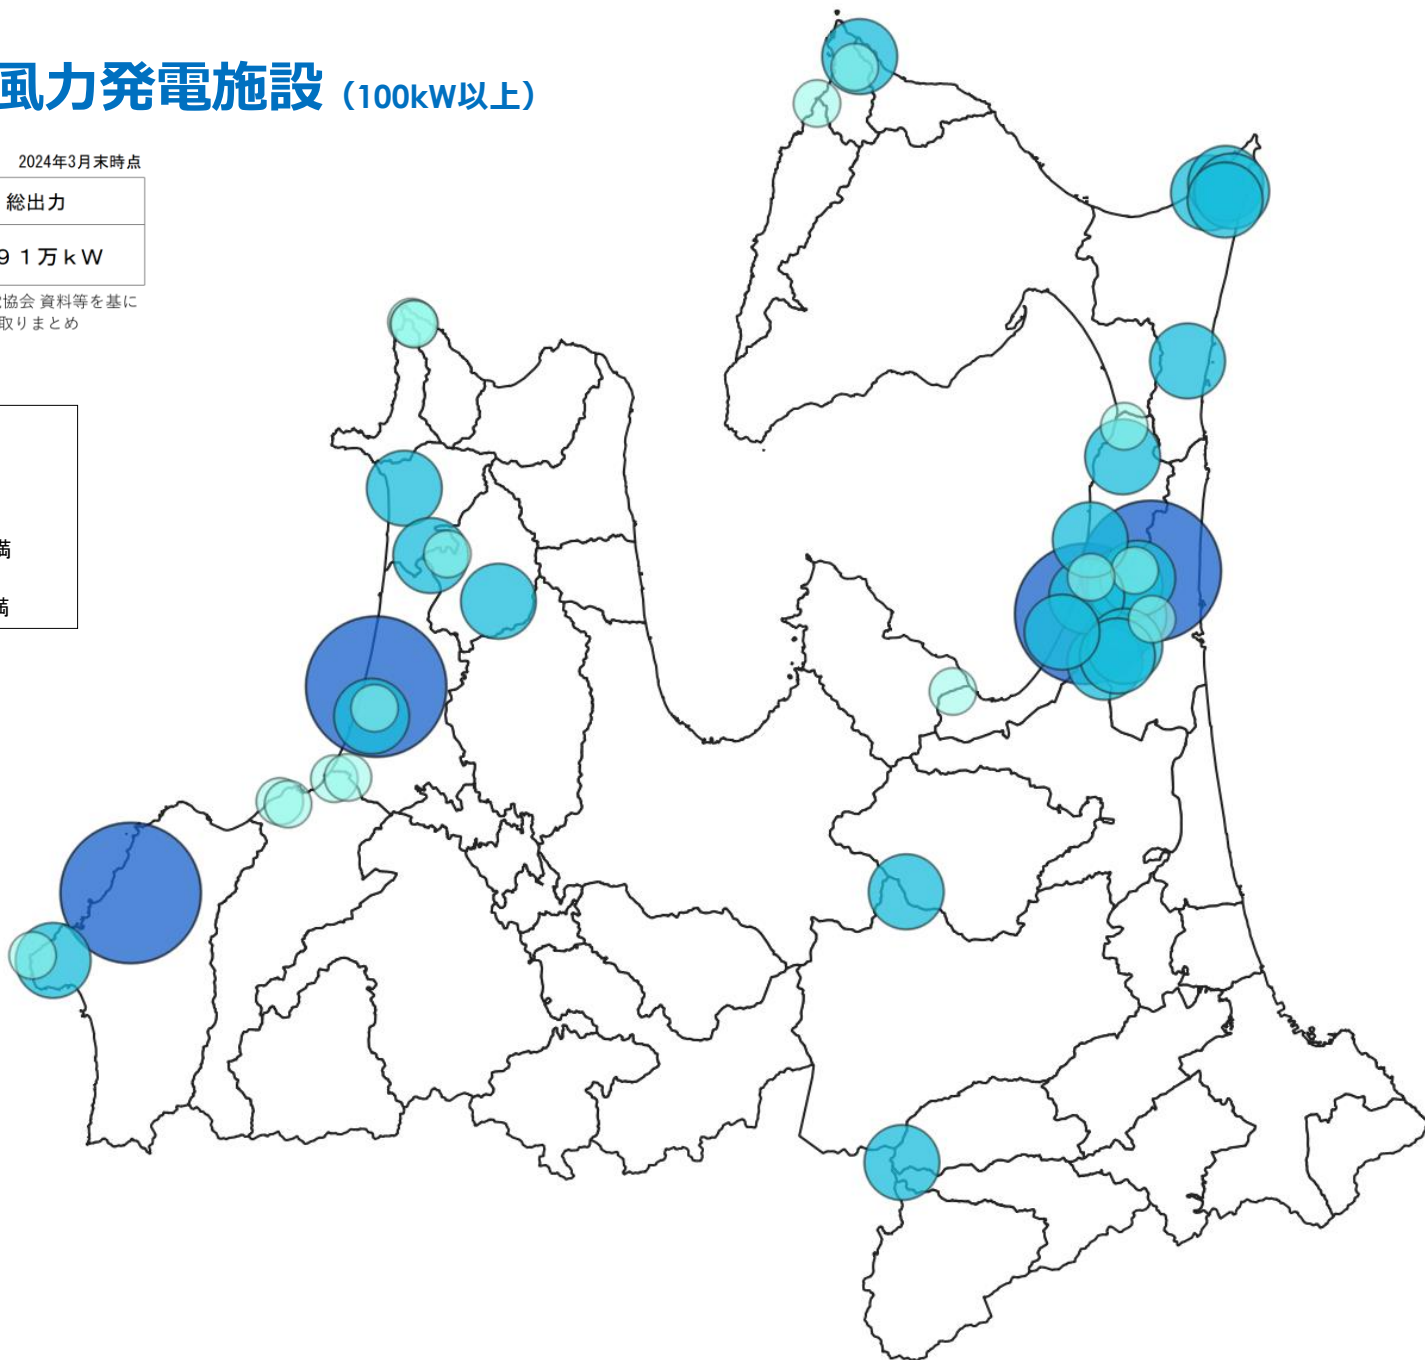 風力発電施設（100kW以上）
2024年3月末時点
総出力
９１万ｋＷ
協会 資料等を基に
取りまとめ
満
満